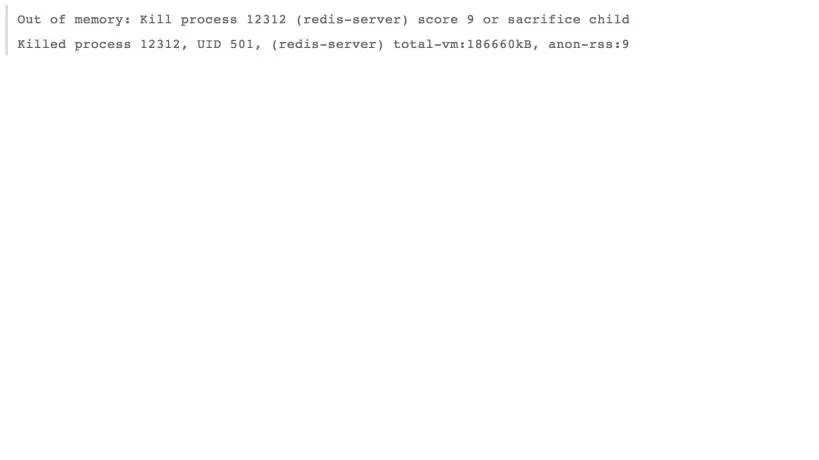 Out of memory: Kill process 12312 (redis-server) score 9 or sacrifice child
Killed process 12312, UID 501, (redis-server) total-vm:186660kB, anon-rss:9